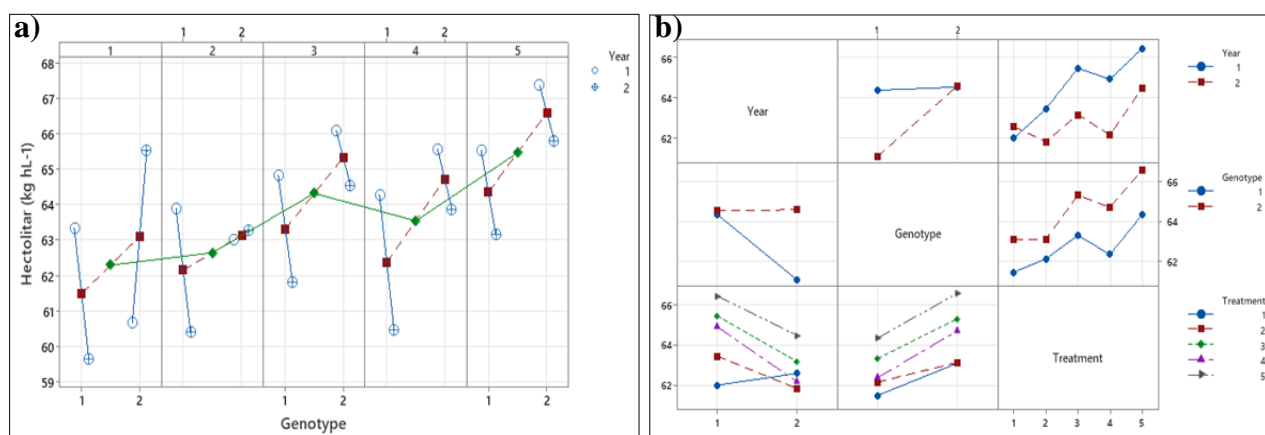 a)
1 2 1 2
1 2 3 4 5
Year
1
2
68
67
66
65
64
63
62
61
60
59
Hectolitar (kg hL-1)
1 2 1 2 1 2
Genotype
b)
1 2
Year
1
2
66
64
62
Year
Genotype
1
2
66
64
62
Genotype
Treatment
1
2
3
4
5
66
64
62
Treatment
1 2 1 2 3 4 5